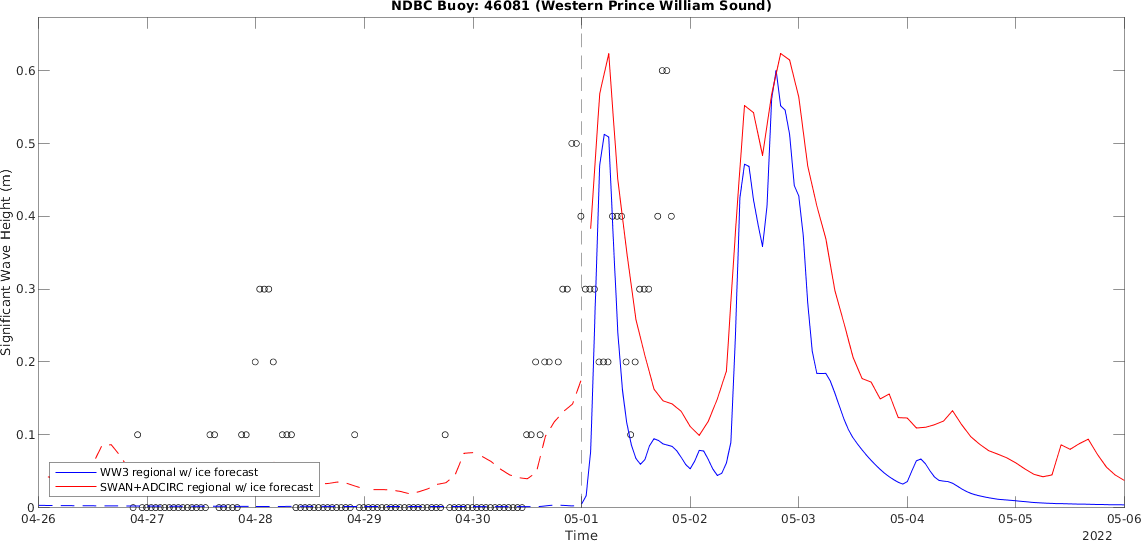 NDBC Buoy: 46081 (Western Prince William Sound)
Significant Wave Height (m)
0.6
0.5
0.4
0.3
0.2
0.1
0
WW3 regional w/ ice forecast
SWAN+ADCIRC regional w/ ice forecast
04-26 04-27 04-28 04-29 04-30 05-01 05-02 05-03 05-04 05-05 05-06
Time
2022